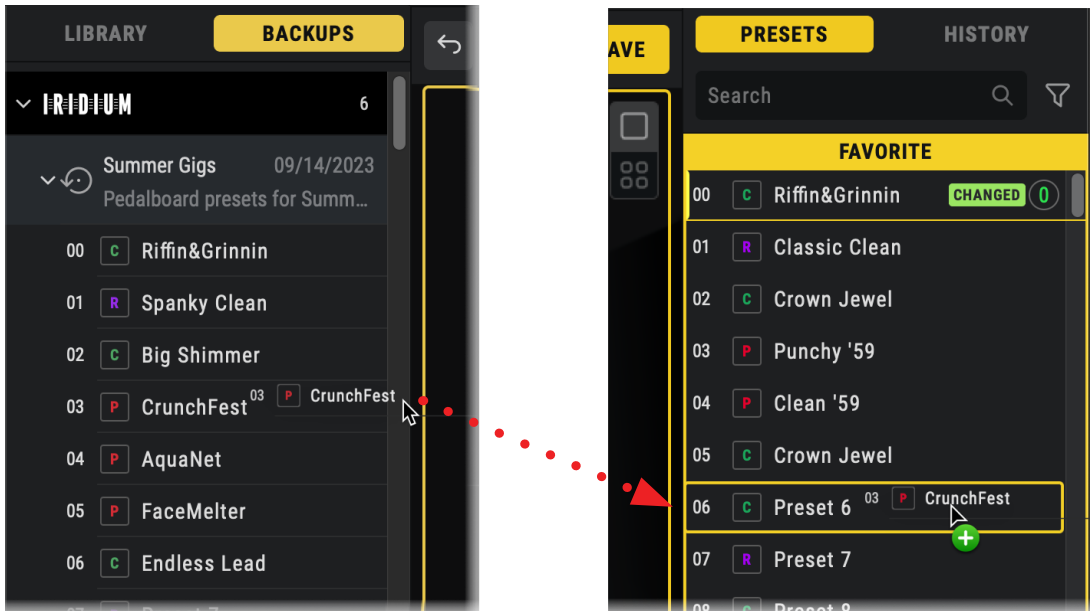 LIBRARY
BACKUPS
IRIDIUM
6
Summer Gigs
09/14/2023
Pedalboard presets for Summ...
00 C Riffin&Grinnin
01 R Spanky Clean
02 C Big Shimmer
03 P CrunchFest
03 P CrunchFest
04 P AquaNet
05 P FaceMelter
06 C Endless Lead
AVE
PRESETS
HISTORY
Search
FAVORITE
00 C Riffin&Grinnin CHANGED 0
01 R Classic Clean
02 C Crown Jewel
03 P Punchy '59
04 P Clean '59
05 C Crown Jewel
06 C Preset 6
03 P CrunchFest
07 R Preset 7
08 Preset 8